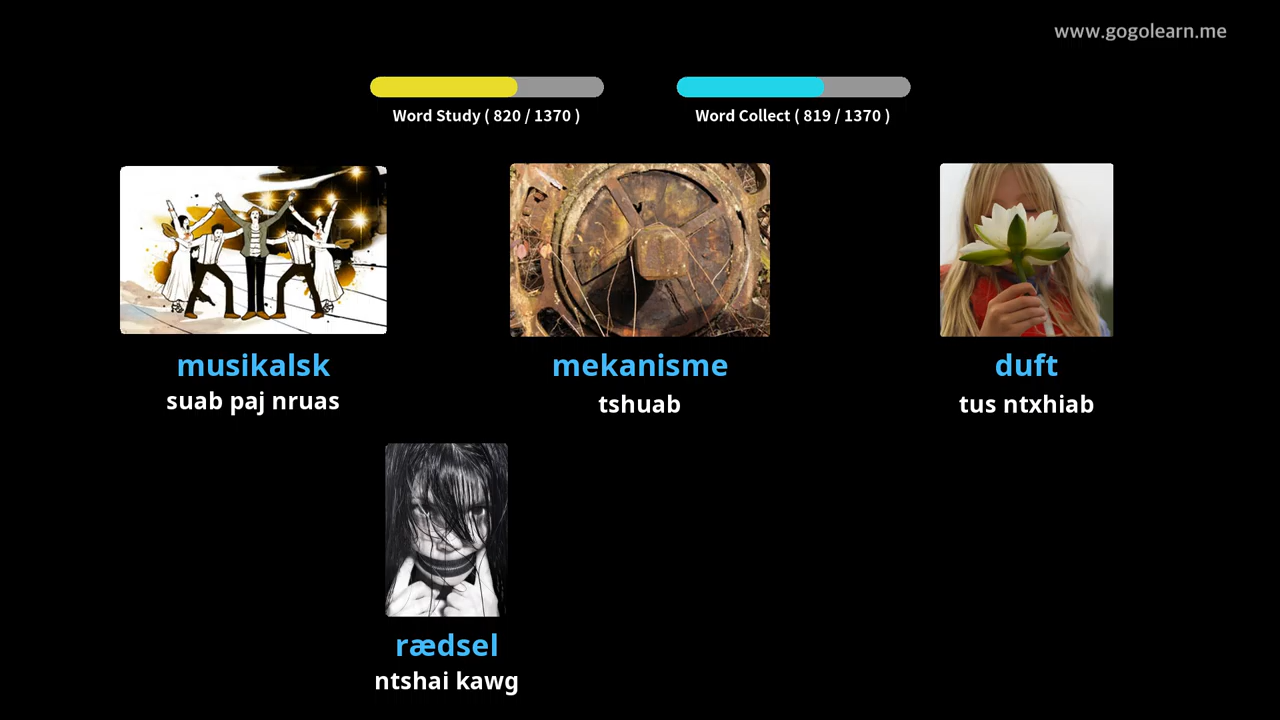 www.gogolearn.me
Word Study ( 820 / 1370 )
Word Collect ( 819 / 1370 )
musikalsk
suab paj nruas
mekanisme
tshuab
duft
tus ntxhiab
rædsel
ntshai kawg